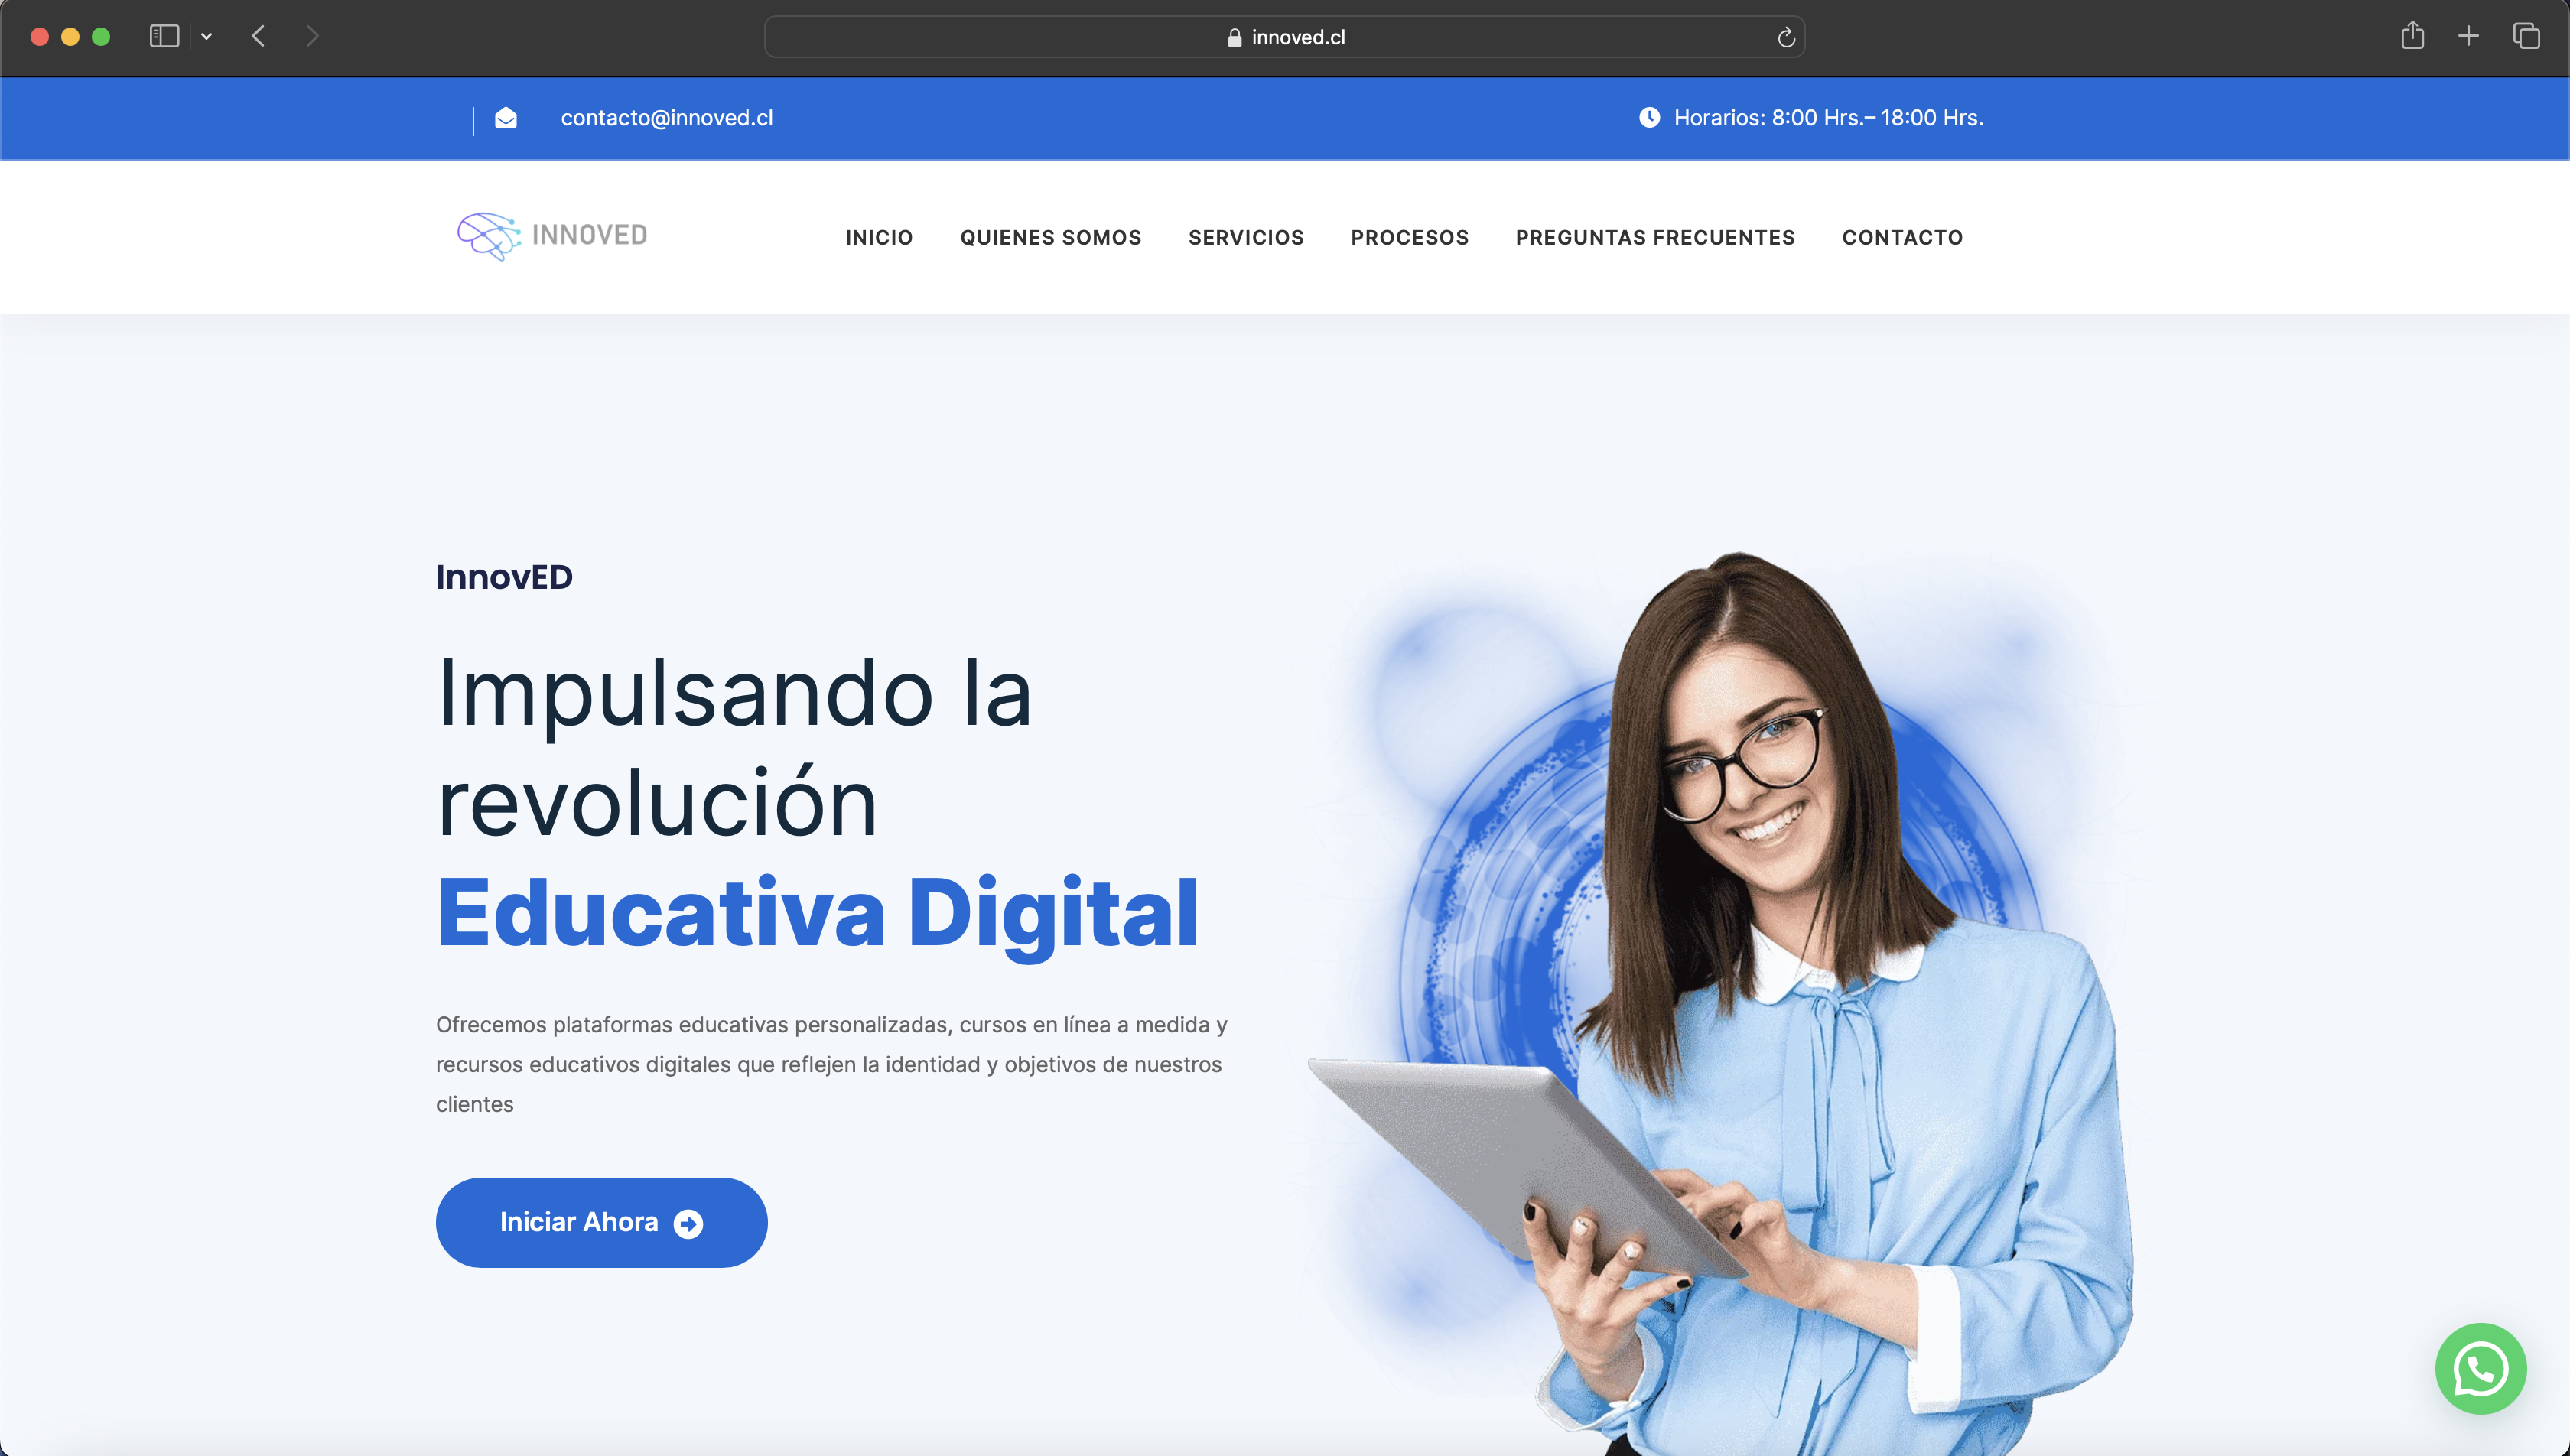 innoved.cl
contacto@innoved.cl
Horarios: 8:00 Hrs.– 18:00 Hrs.
INNOVED
INICIO
QUIENES SOMOS
SERVICIOS
PROCESOS
PREGUNTAS FRECUENTES
CONTACTO
InnovED
Impulsando la
revolución
Educativa Digital
Ofrecemos plataformas educativas personalizadas, cursos en línea a medida y
recursos educativos digitales que reflejen la identidad y objetivos de nuestros
clientes
Iniciar Ahora